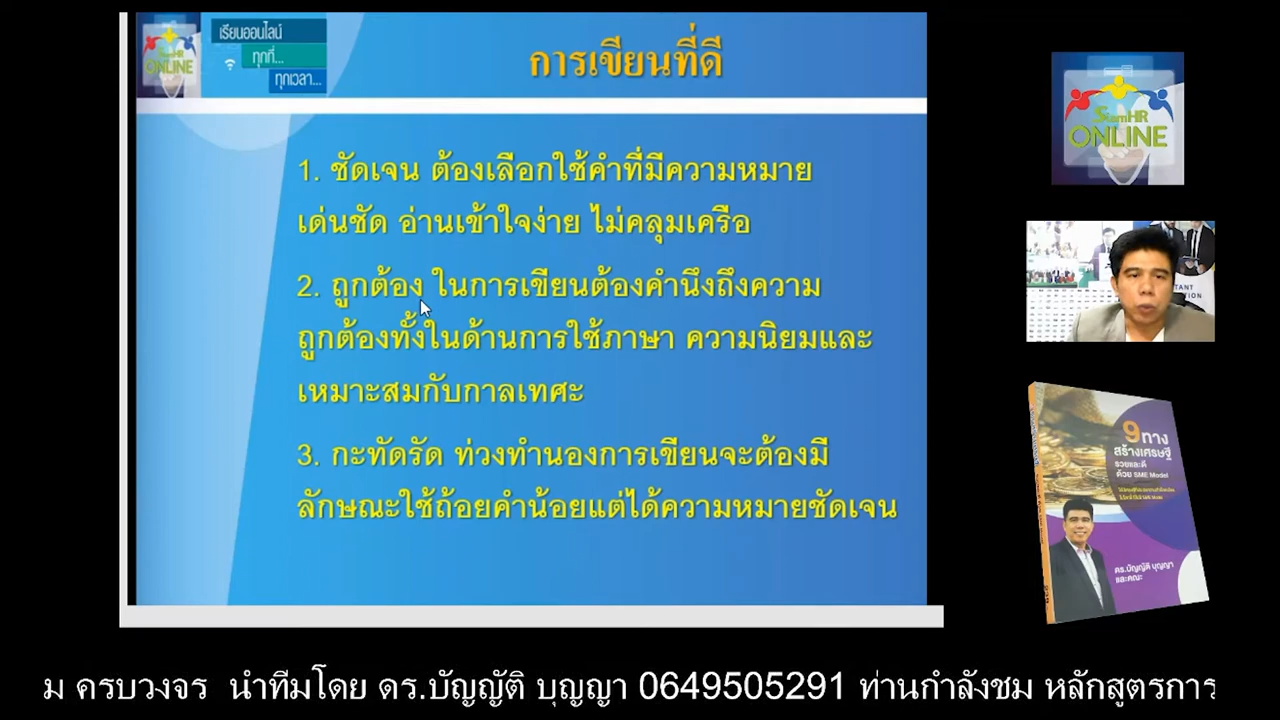 เรียนออนไลน์
ทุกที่...
ทุกเวลา...
SiamHR
ONLINE
การเขียนที่ดี
1. ชัดเจน ต้องเลือกใช้คำที่มีความหมาย
เด่นชัด อ่านเข้าใจง่าย ไม่คลุมเครือ
2. ถูกต้อง ในการเขียนต้องคำนึงถึงความ
ถูกต้องทั้งในด้านการใช้ภาษา ความนิยมและ
เหมาะสมกับกาลเทศะ
3. กะทัดรัด ท่วงทำนองการเขียนจะต้องมี
ลักษณะใช้ถ้อยคำน้อยแต่ได้ความหมายชัดเจน
SiamHR
ONLINE
9ทาง
สร้างเศรษฐี
รวยและดี
ด้วย SME Model
ดร.บัญญัติ บุญญา
และคณะ
ม ครบวงจร นำทีมโดย ดร.บัญญัติ บุญญา 0649505291 ท่านกำลังชม หลักสูตรการ